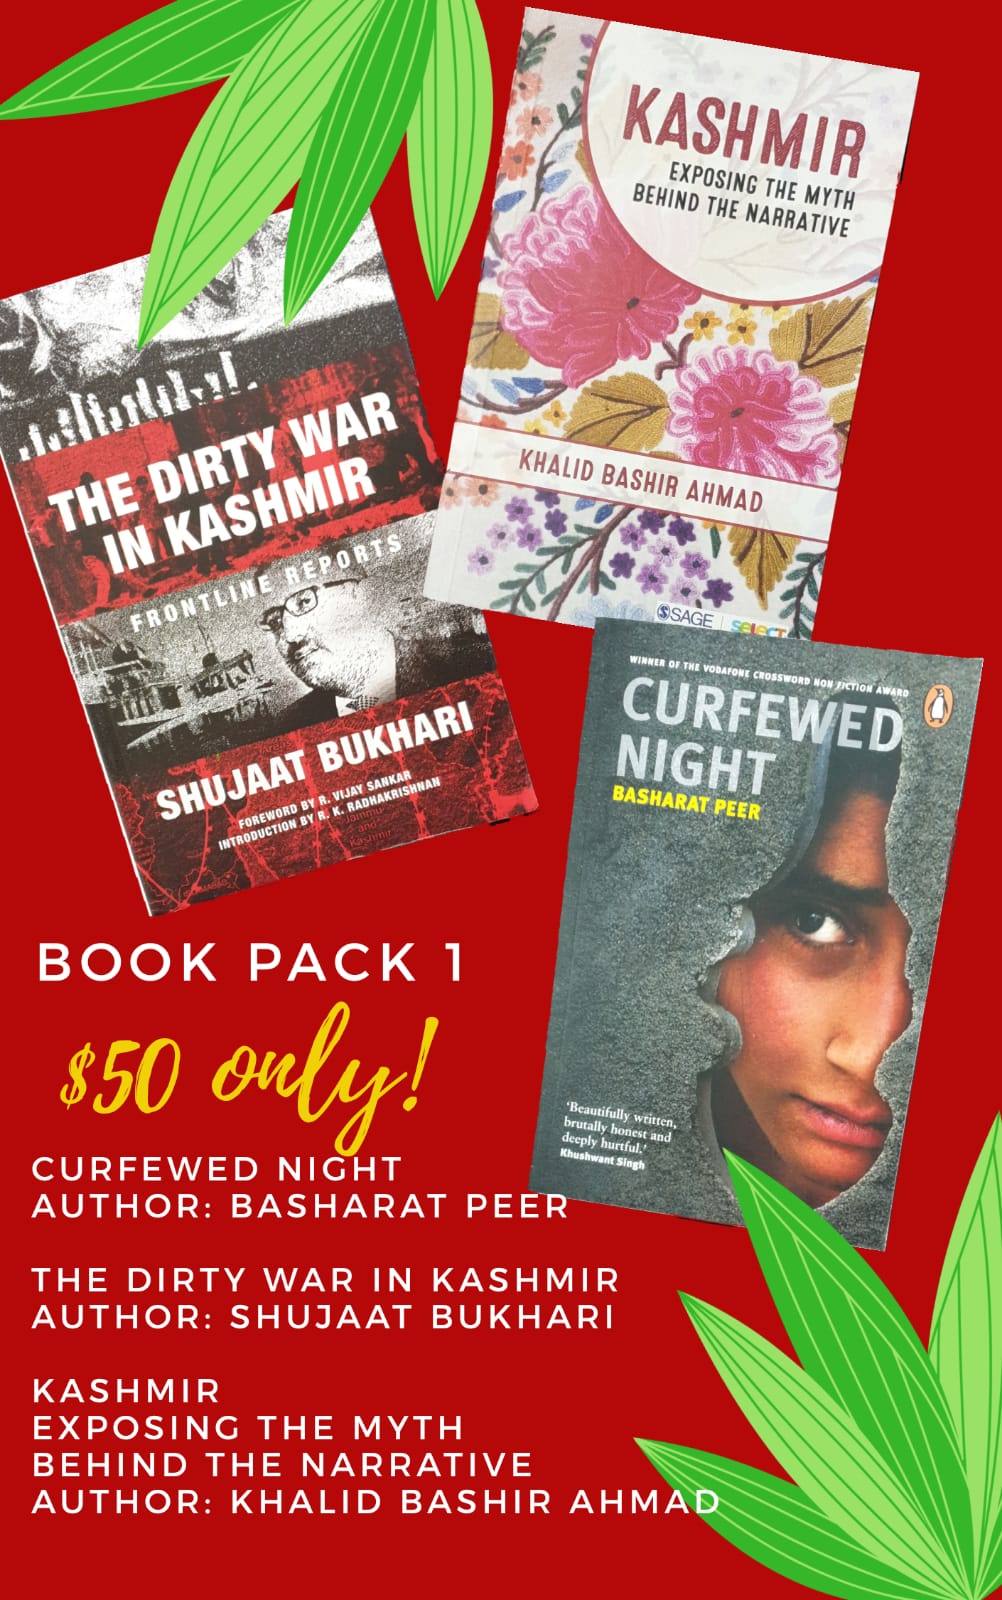 KASHMIR
EXPOSING THE MYTH
BEHIND THE NARRATIVE
KHALID BASHIR AHMAD
SAGE | select
THE DIRTY WAR
IN KASHMIR
FRONTLINE REPORTS
SHUJAAT BUKHARI
FOREWORD BY R. VIJAY SANKAR
INTRODUCTION BY R. K. RADHAKRISHNAN
Jammu
and
Kashmir
WINNER OF THE VODAFONE CROSSWORD NON FICTION AWARD
CURFEWED
NIGHT
BASHARAT PEER
'Beautifully written,
brutally honest and
deeply hurtful.'
Khushwant Singh
BOOK PACK 1
$50 only!
CURFEWED NIGHT
AUTHOR: BASHARAT PEER
THE DIRTY WAR IN KASHMIR
AUTHOR: SHUJAAT BUKHARI
KASHMIR
EXPOSING THE MYTH
BEHIND THE NARRATIVE
AUTHOR: KHALID BASHIR AHMAD